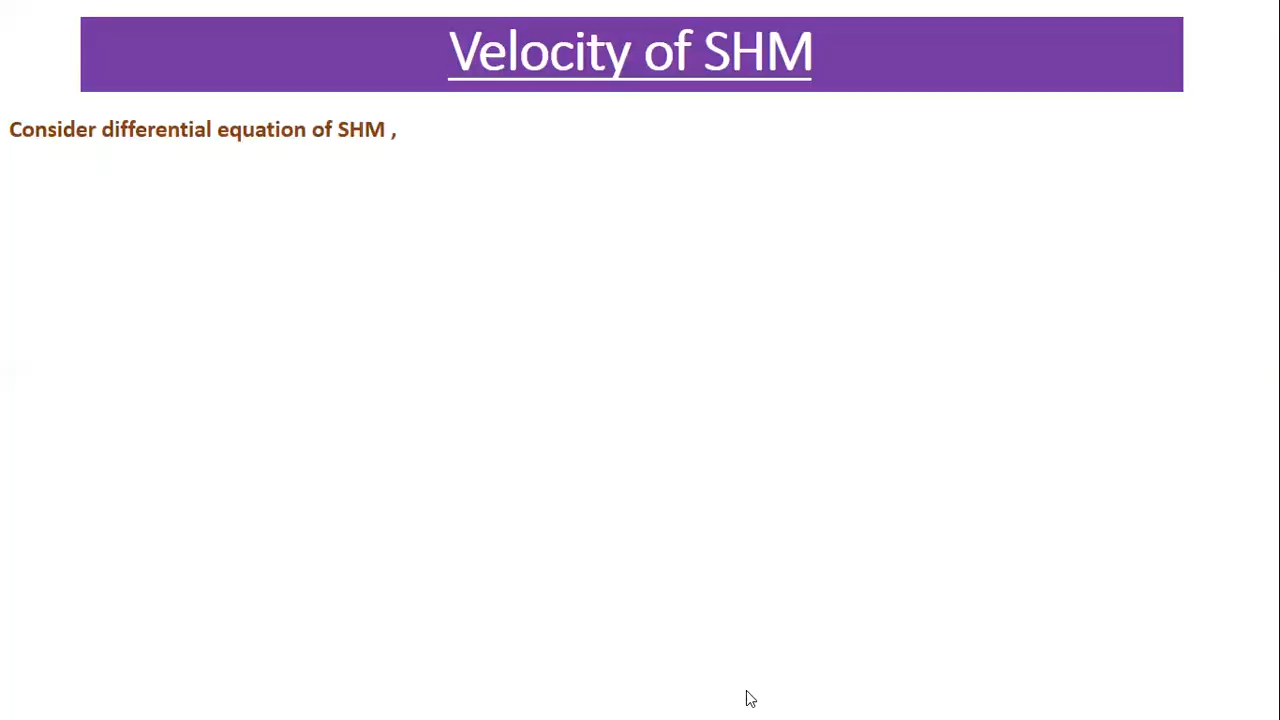 Velocity of SHM
Consider differential equation of SHM ,